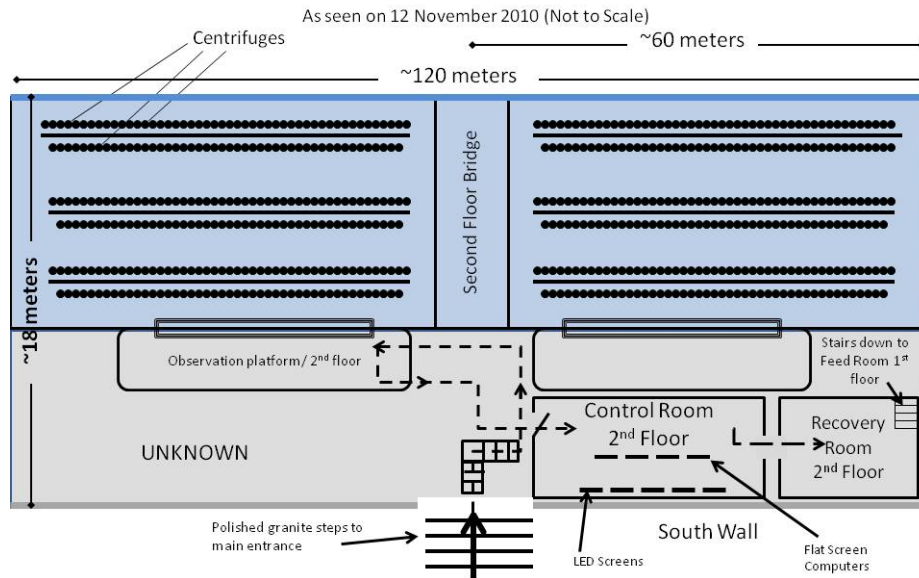 As seen on 12 November 2010 (Not to Scale)
Centrifuges
~60 meters
~120 meters
Second Floor Bridge
~18 meters
Observation platform/ 2nd floor
Stairs down to
Feed Room 1st
floor
Control Room
2nd Floor
Recovery
Room
2nd Floor
UNKNOWN
Polished granite steps to
main entrance
South Wall
LED Screens
Flat Screen
Computers